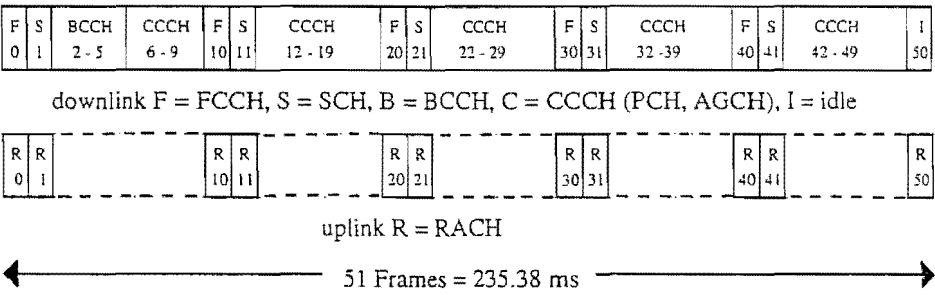 F S BCCH CCCH F S CCCH F S CCCH F S CCCH F S CCCH I
0 1 2 - 5 6 - 9 10 11 12 - 19 20 21 22 - 29 30 31 32 -39 40 41 42 - 49 50
downlink F = FCCH, S = SCH, B = BCCH, C = CCCH (PCH, AGCH), I = idle
R R R R R R R R R R R
0 1 10 11 20 21 30 31 40 41 50
uplink R = RACH
51 Frames = 235.38 ms